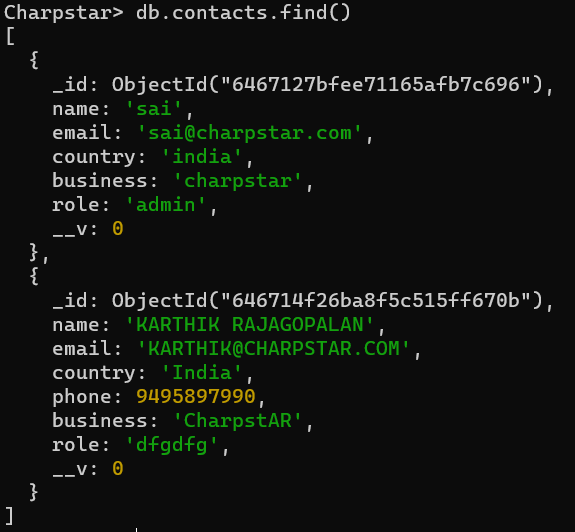 Charpstar> db.contacts.find()
[
  {
    _id: ObjectId("6467127bfee71165afb7c696"),
    name: 'sai',
    email: 'sai@charpstar.com',
    country: 'india',
    business: 'charpstar',
    role: 'admin',
    __v: 0
  },
  {
    _id: ObjectId("646714f26ba8f5c515ff670b"),
    name: 'KARTHIK RAJAGOPALAN',
    email: 'KARTHIK@CHARPSTAR.COM',
    country: 'India',
    phone: 9495897990,
    business: 'CharpstAR',
    role: 'dfgdfg',
    __v: 0
  }
]